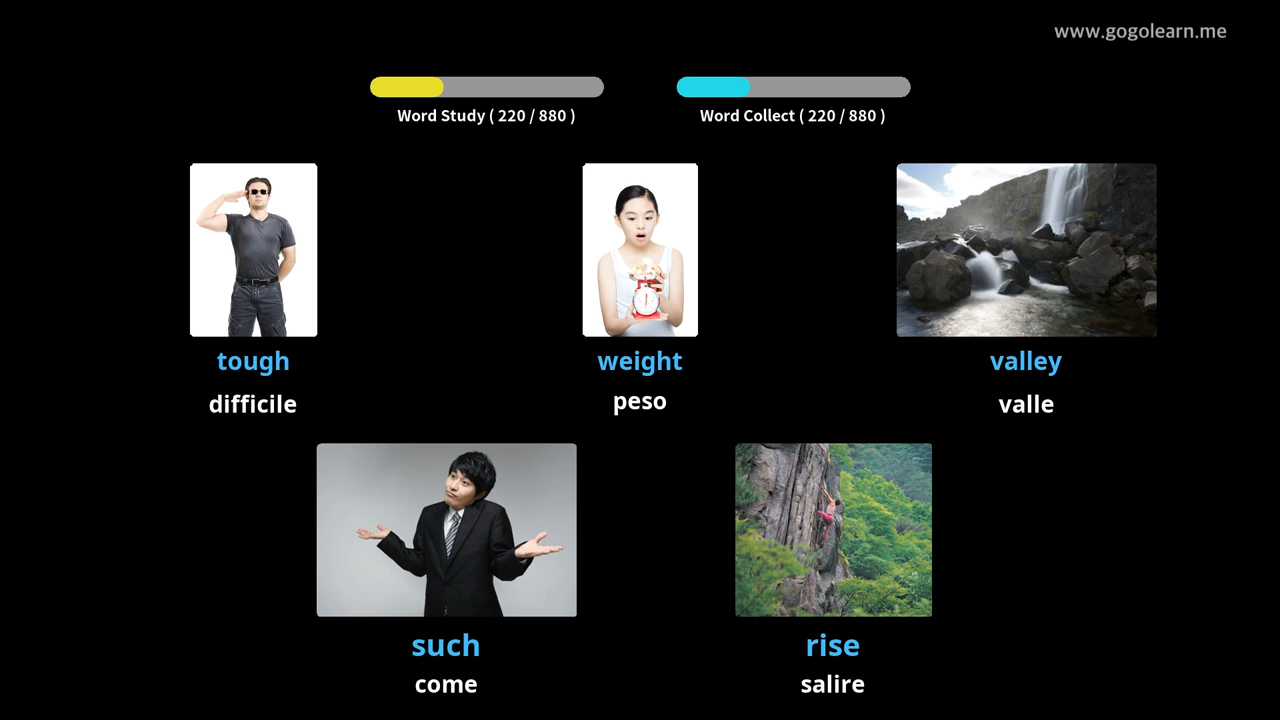 www.gogolearn.me
Word Study ( 220 / 880 )
Word Collect ( 220 / 880 )
tough
difficile
weight
peso
valley
valle
such
come
rise
salire